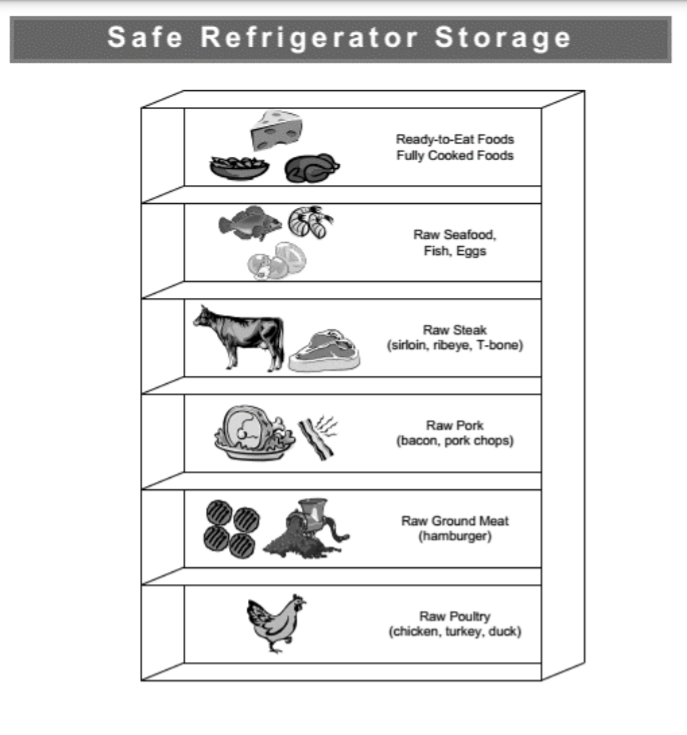 Safe Refrigerator Storage
Ready-to-Eat Foods
Fully Cooked Foods
Raw Seafood,
Fish, Eggs
Raw Steak
(sirloin, ribeye, T-bone)
Raw Pork
(bacon, pork chops)
Raw Ground Meat
(hamburger)
Raw Poultry
(chicken, turkey, duck)